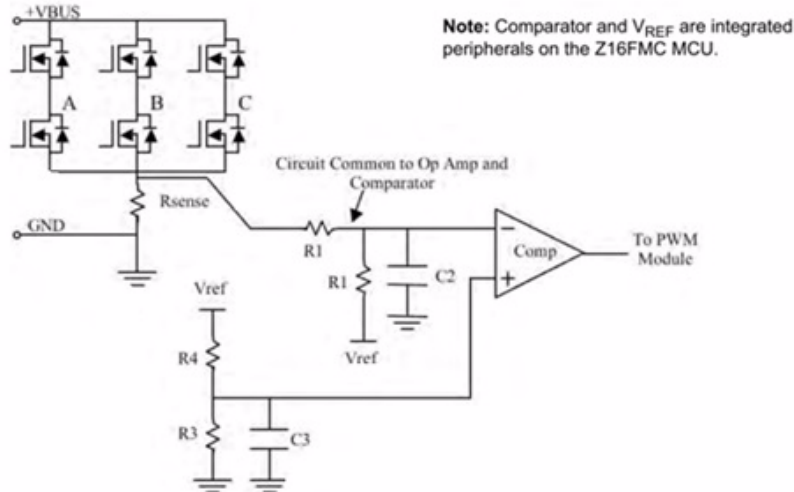 +VBUS
Note: Comparator and VREF are integrated
peripherals on the Z16FMC MCU.
A
B
C
Circuit Common to Op Amp and
Comparator
Rsense
GND
R1
R1
C2
Comp
To PWM
Module
Vref
Vref
R4
R3
C3